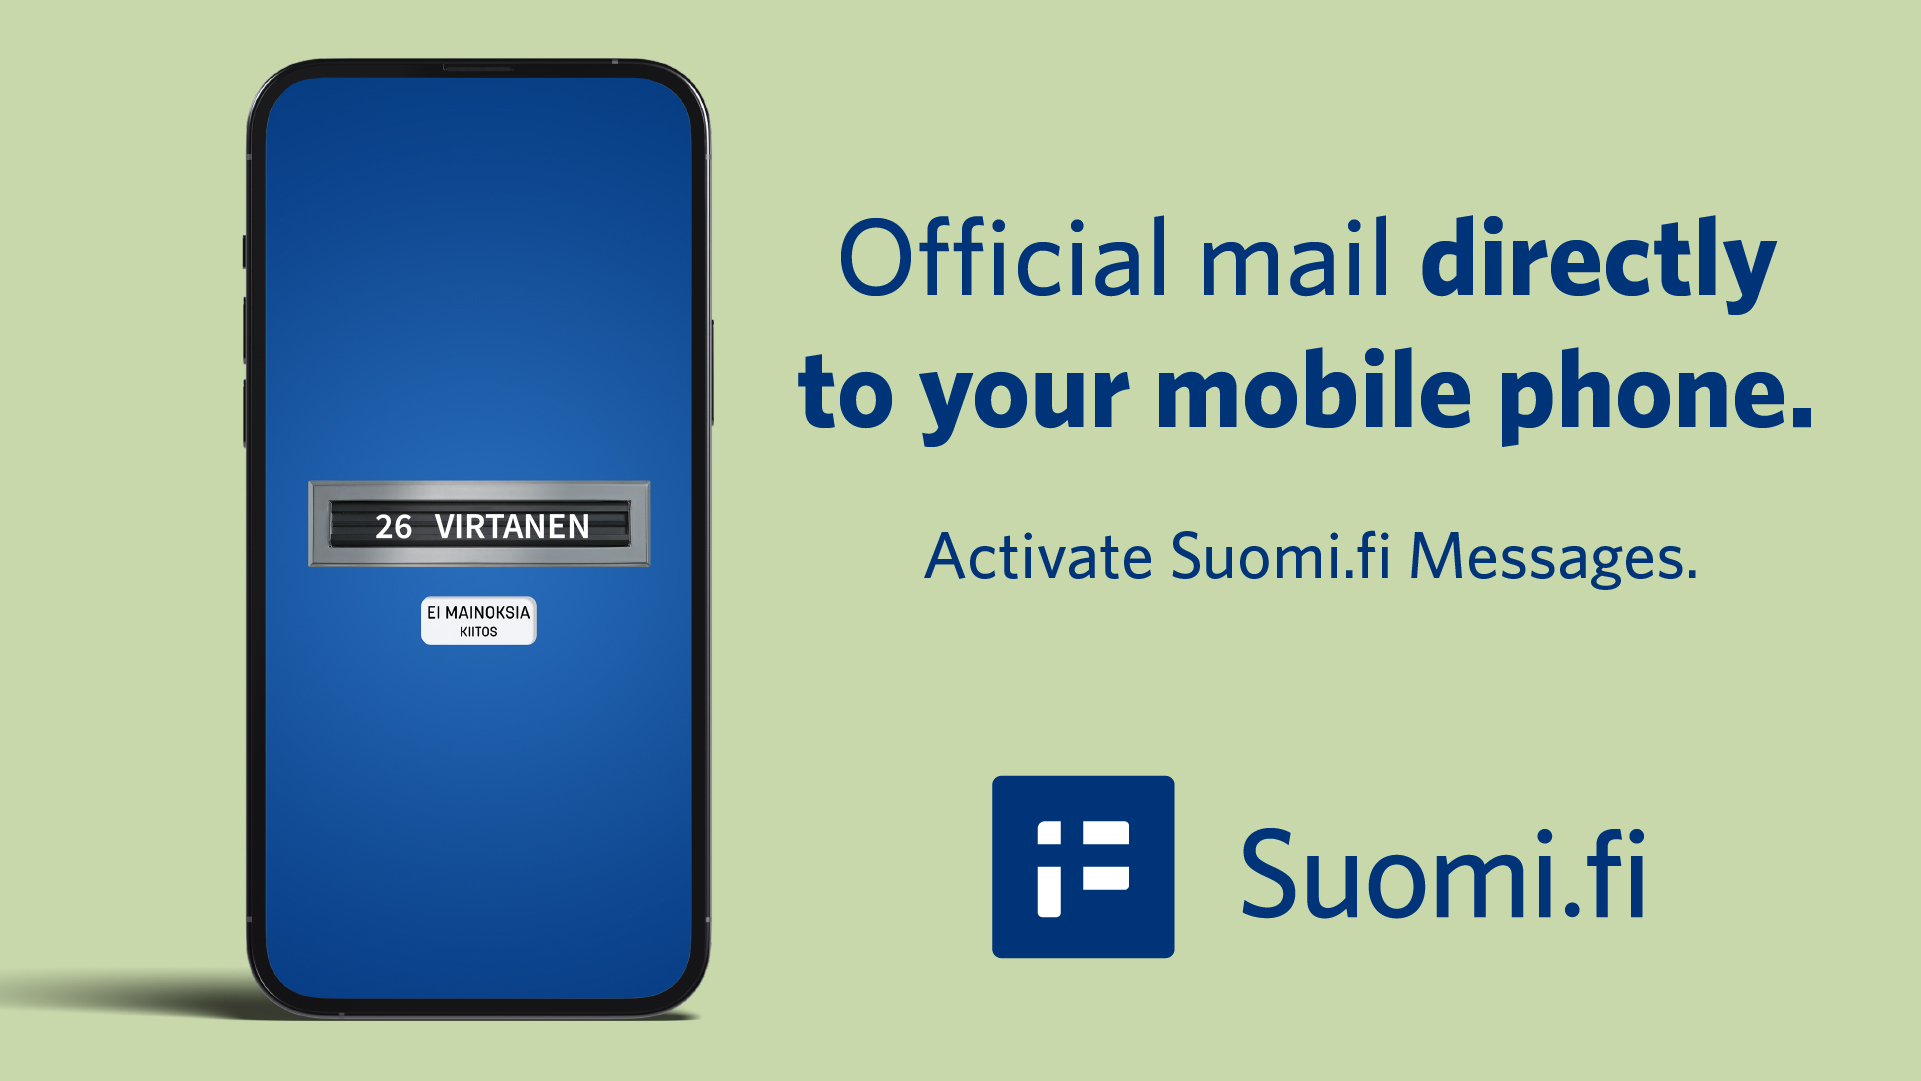 Official mail directly
to your mobile phone.
Activate Suomi.fi Messages.
26 VIRTANEN
EI MAINOKSIA
KIITOS
Suomi.fi